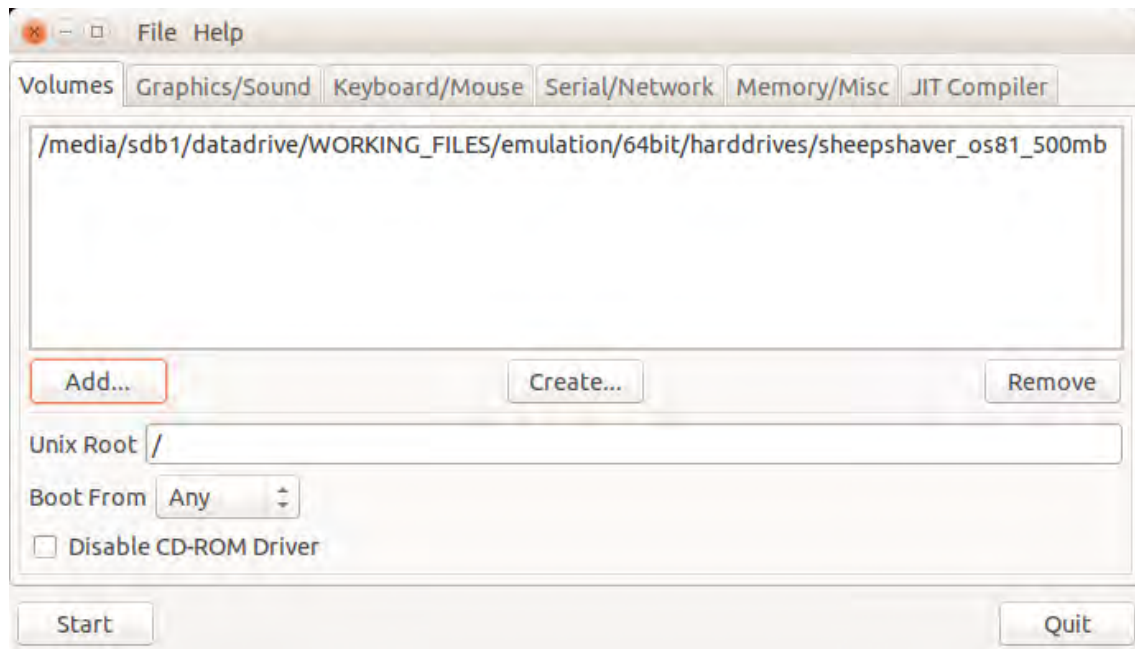 File Help
Volumes Graphics/Sound Keyboard/Mouse Serial/Network Memory/Misc JIT Compiler
/media/sdb1/datadrive/WORKING_FILES/emulation/64bit/harddrives/sheepshaver_os81_500mb
Add... Create... Remove
Unix Root /
Boot From Any
Disable CD-ROM Driver
Start Quit